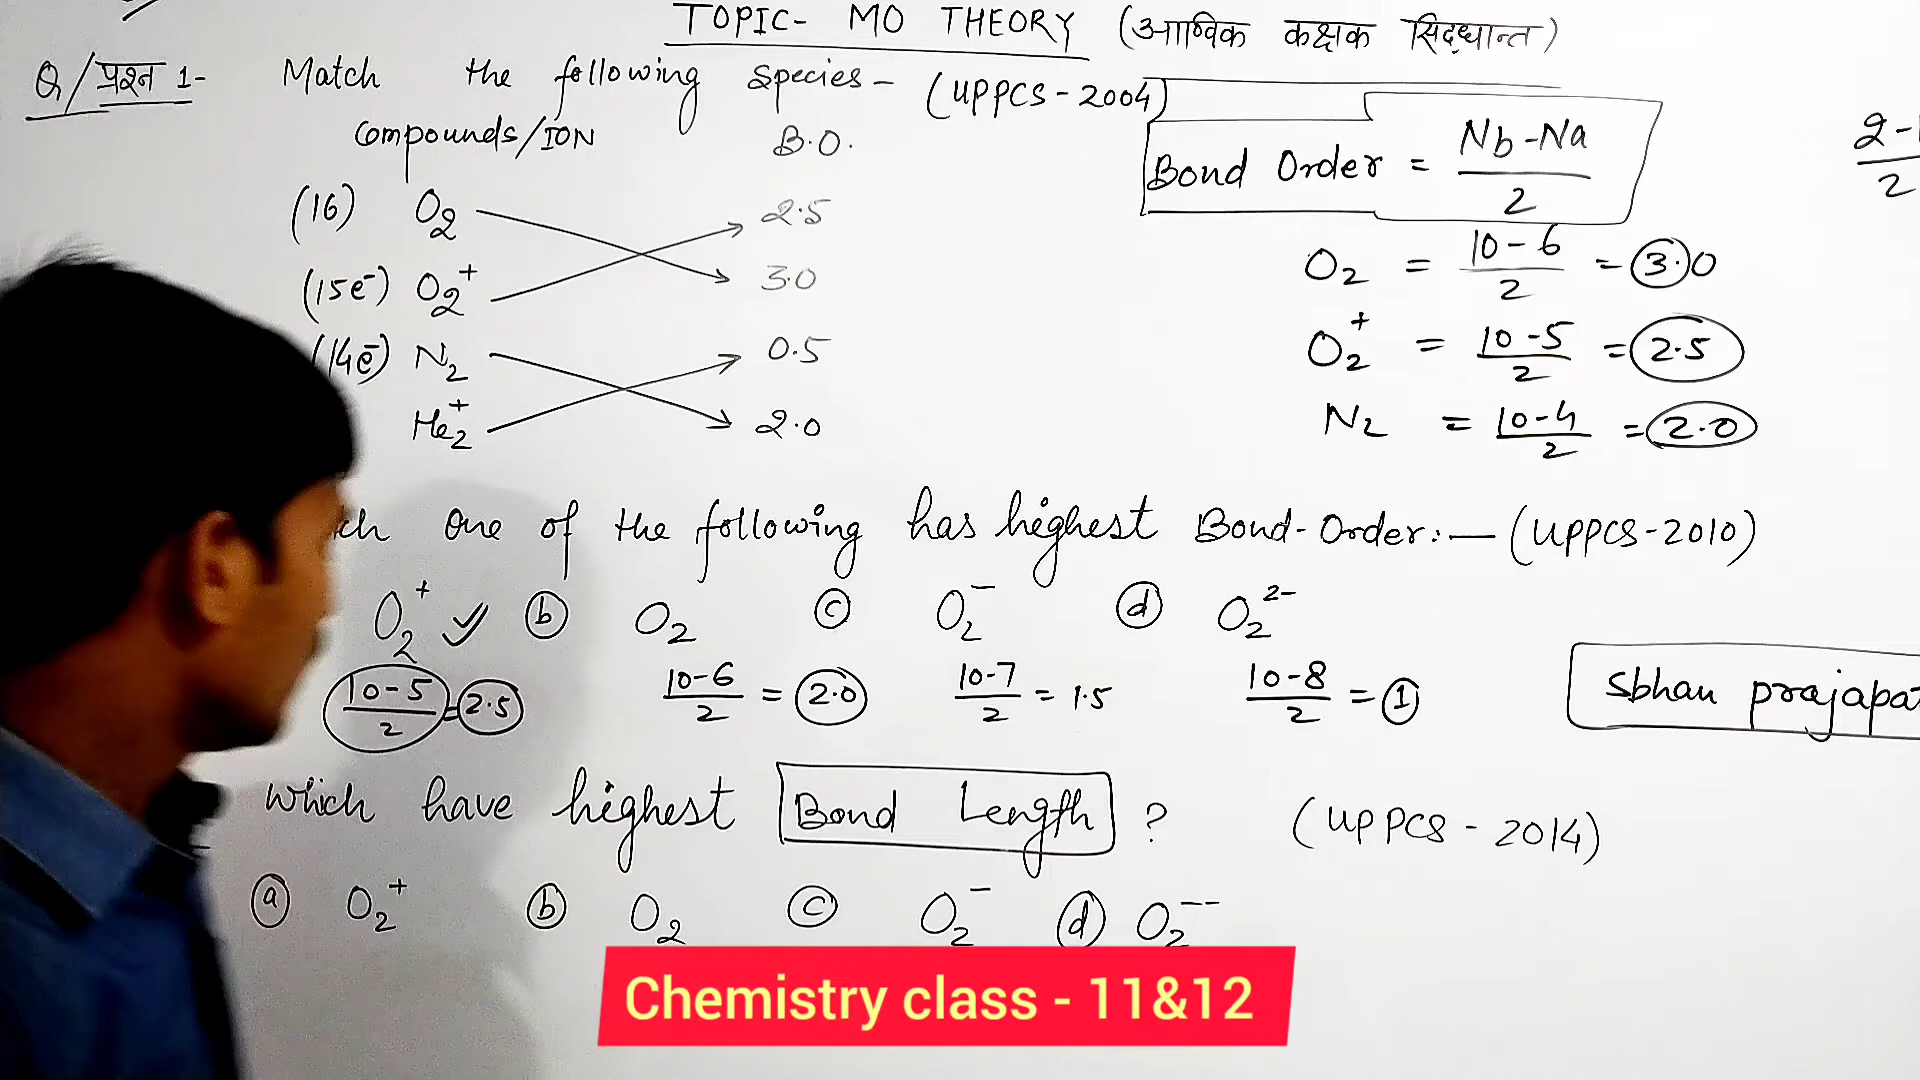 TOPIC- MO THEORY (आण्विक कक्षक सिद्धान्त)
Q/प्रश्न 1- Match the following species - (UPPCS-2004)
Compounds/ION B.O.
Bond Order = Nb-Na / 2
2- / 2
(16) O₂ 2.5
(15e⁻) O₂⁺ 3.0
(14e⁻) N₂ 0.5
He₂⁺ 2.0
O₂ = 10-6 / 2 = 3.0
O₂⁺ = 10-5 / 2 = 2.5
N₂ = 10-4 / 2 = 2.0
ch One of the following has highest Bond-Order:- (UPPCS-2010)
O₂⁺ ✓ (b) O₂ (c) O₂⁻ (d) O₂²⁻
10-5 / 2 = 2.5 10-6 / 2 = 2.0 10-7 / 2 = 1.5 10-8 / 2 = 1
Sbhan prajapa
which have highest Bond Length ? (UPPCS-2014)
(a) O₂⁺ (b) O₂ (c) O₂⁻ (d) O₂⁻⁻
Chemistry class - 11&12